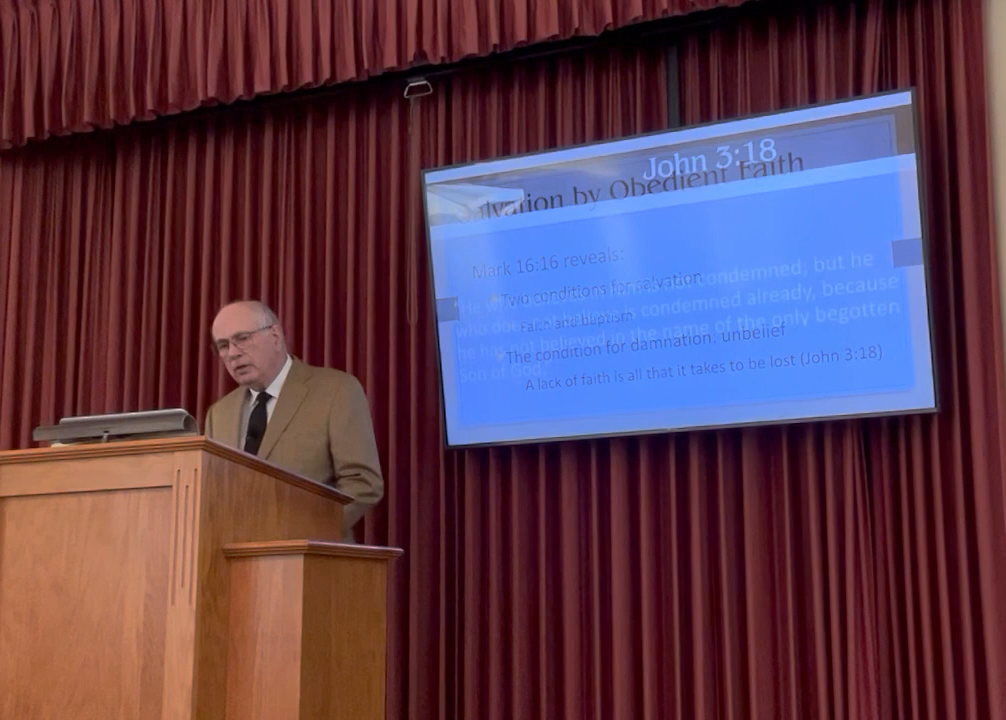 John 3:18
Salvation by Obedient Faith
Mark 16:16 reveals:
Two conditions for salvation
Faith and baptism
The condition for damnation: unbelief
A lack of faith is all that it takes to be lost (John 3:18)
He condemned; but he
who does not believe is condemned already, because
he has not believed in the name of the only begotten
Son of God.